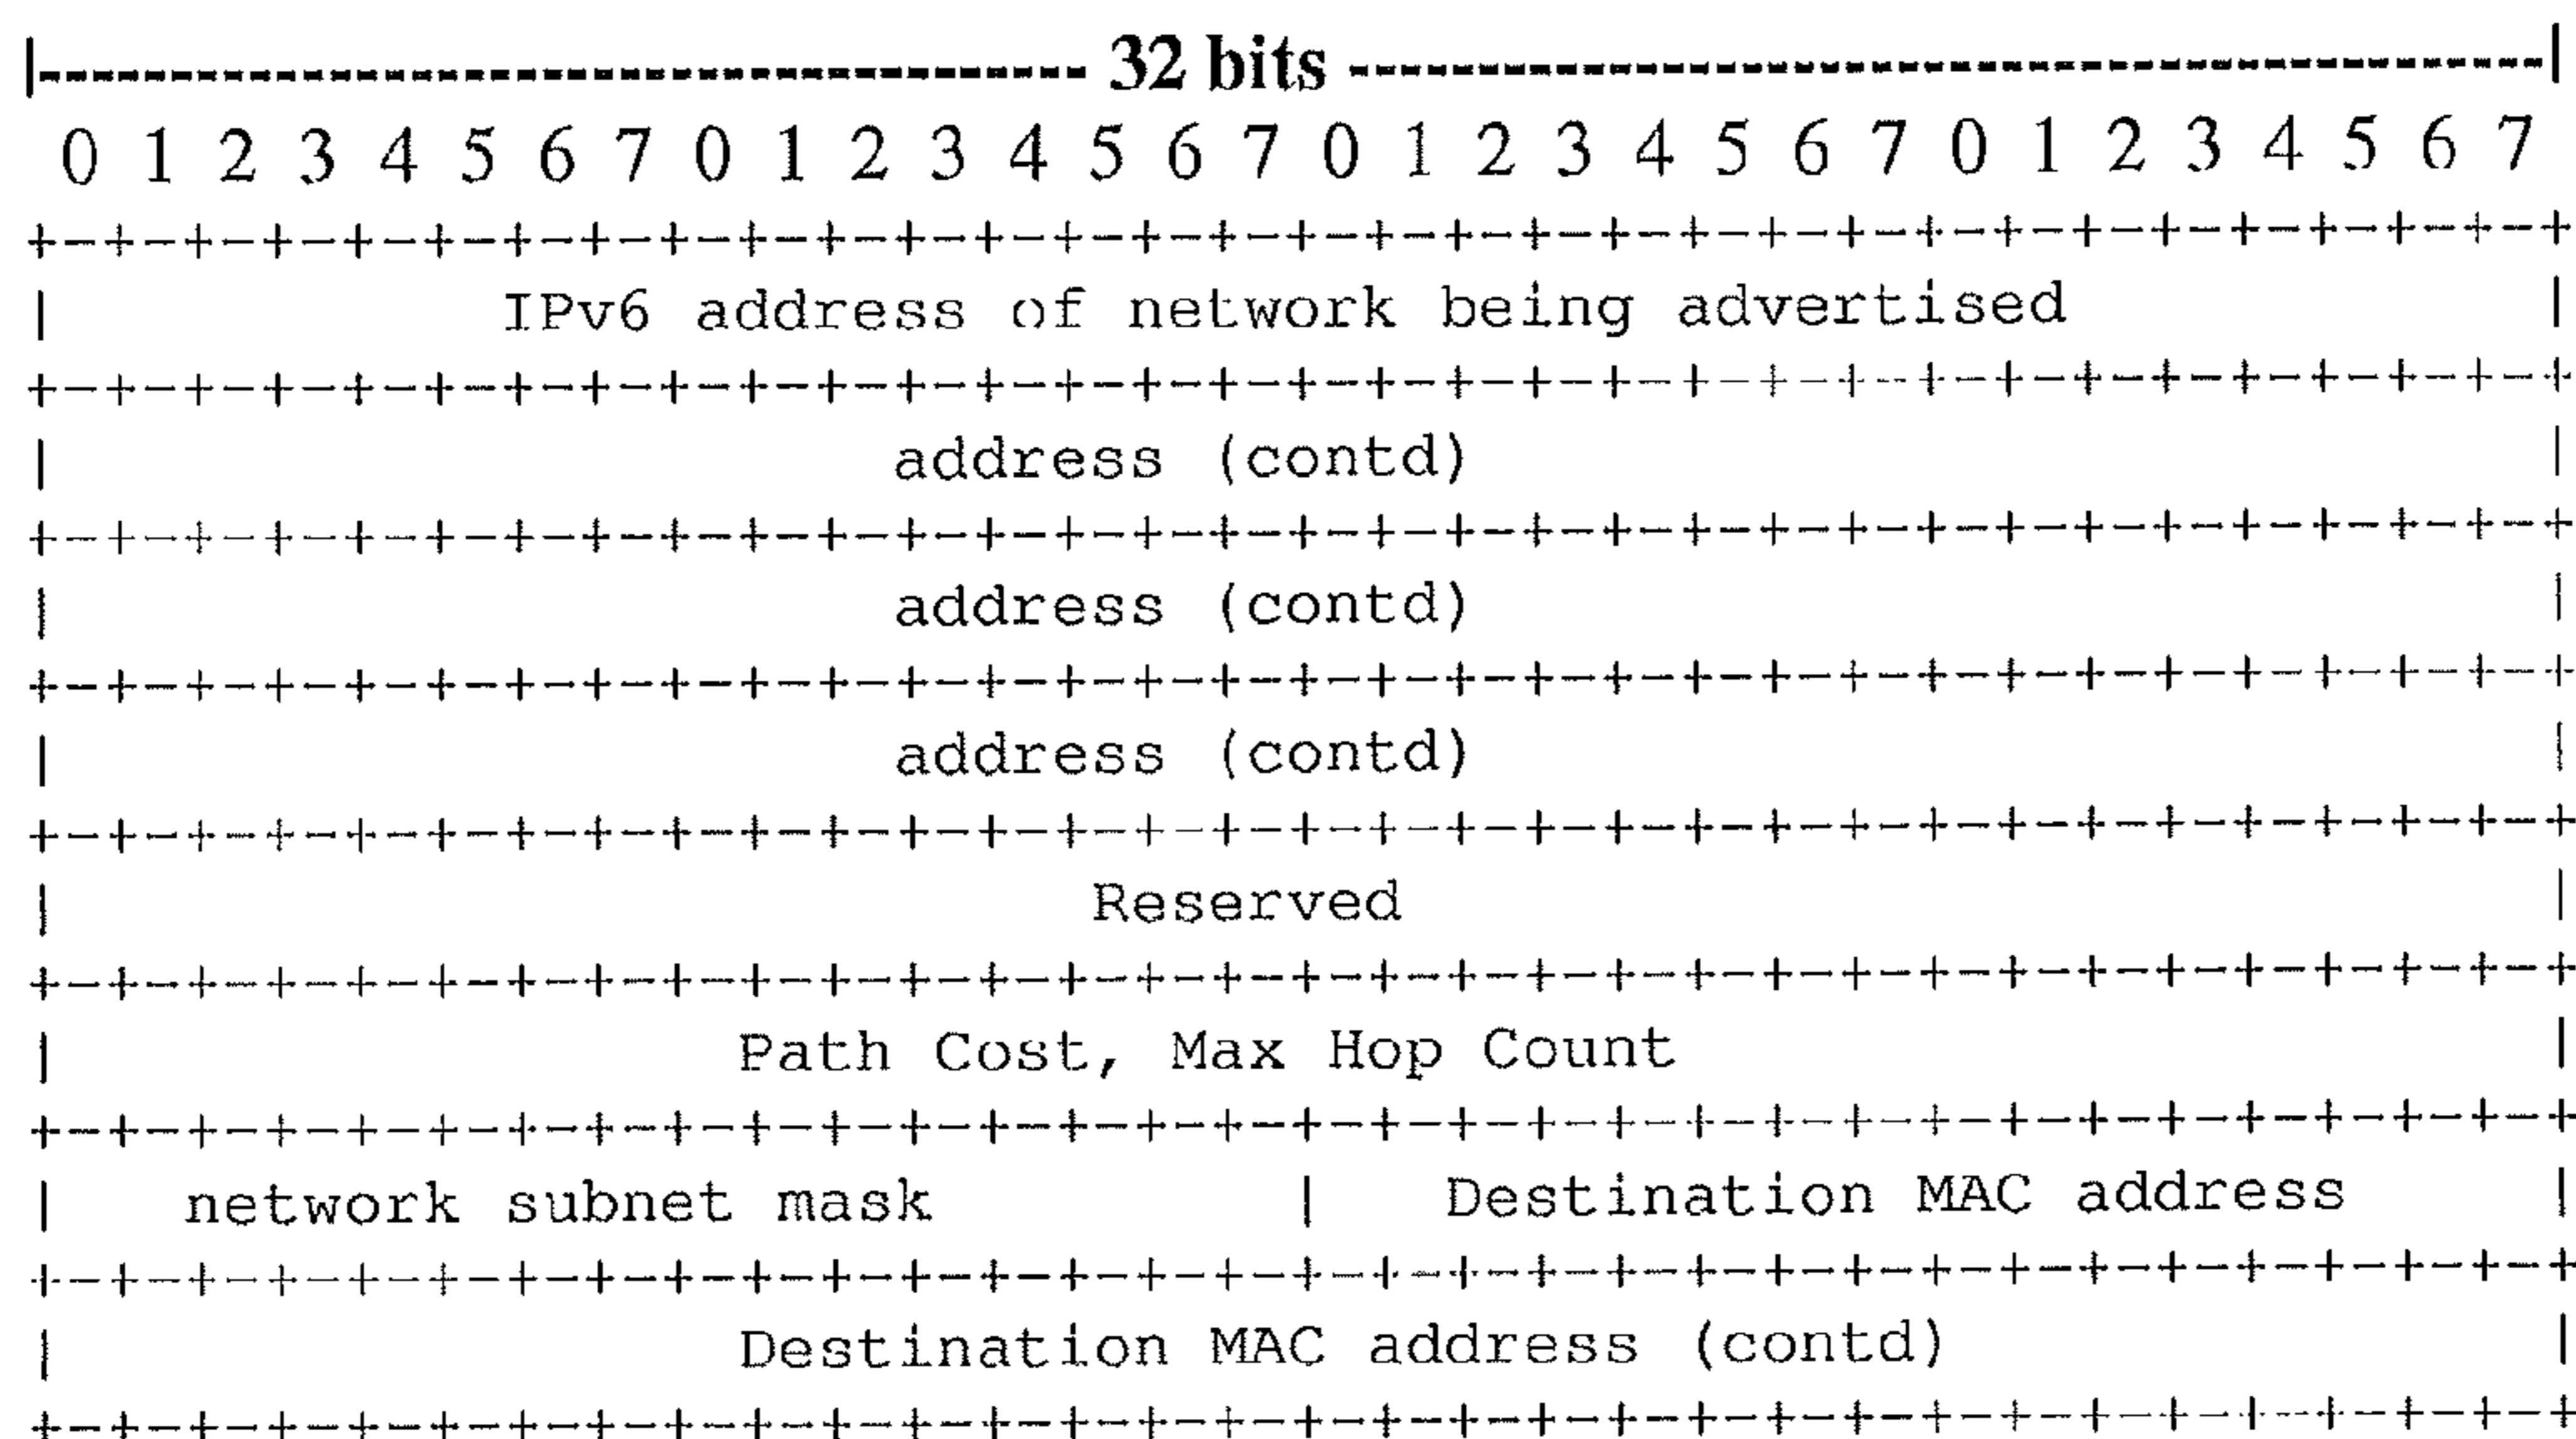 |--------------------------------------- 32 bits ---------------------------------------------|
0 1 2 3 4 5 6 7 0 1 2 3 4 5 6 7 0 1 2 3 4 5 6 7 0 1 2 3 4 5 6 7
+-+-+-+-+-+-+-+-+-+-+-+-+-+-+-+-+-+-+-+-+-+-+-+-+-+-+-+-+-+-+-+-+
| IPv6 address of network being advertised |
+-+-+-+-+-+-+-+-+-+-+-+-+-+-+-+-+-+-+-+-+-+-+-+-+-+-+-+-+-+-+-+-+
| address (contd) |
+-+-+-+-+-+-+-+-+-+-+-+-+-+-+-+-+-+-+-+-+-+-+-+-+-+-+-+-+-+-+-+-+
| address (contd) |
+-+-+-+-+-+-+-+-+-+-+-+-+-+-+-+-+-+-+-+-+-+-+-+-+-+-+-+-+-+-+-+-+
| address (contd) |
+-+-+-+-+-+-+-+-+-+-+-+-+-+-+-+-+-+-+-+-+-+-+-+-+-+-+-+-+-+-+-+-+
| Reserved |
+-+-+-+-+-+-+-+-+-+-+-+-+-+-+-+-+-+-+-+-+-+-+-+-+-+-+-+-+-+-+-+-+
| Path Cost, Max Hop Count |
+-+-+-+-+-+-+-+-+-+-+-+-+-+-+-+-+-+-+-+-+-+-+-+-+-+-+-+-+-+-+-+-+
| network subnet mask | Destination MAC address |
+-+-+-+-+-+-+-+-+-+-+-+-+-+-+-+-+-+-+-+-+-+-+-+-+-+-+-+-+-+-+-+-+
| Destination MAC address (contd) |
+-+-+-+-+-+-+-+-+-+-+-+-+-+-+-+-+-+-+-+-+-+-+-+-+-+-+-+-+-+-+-+-+